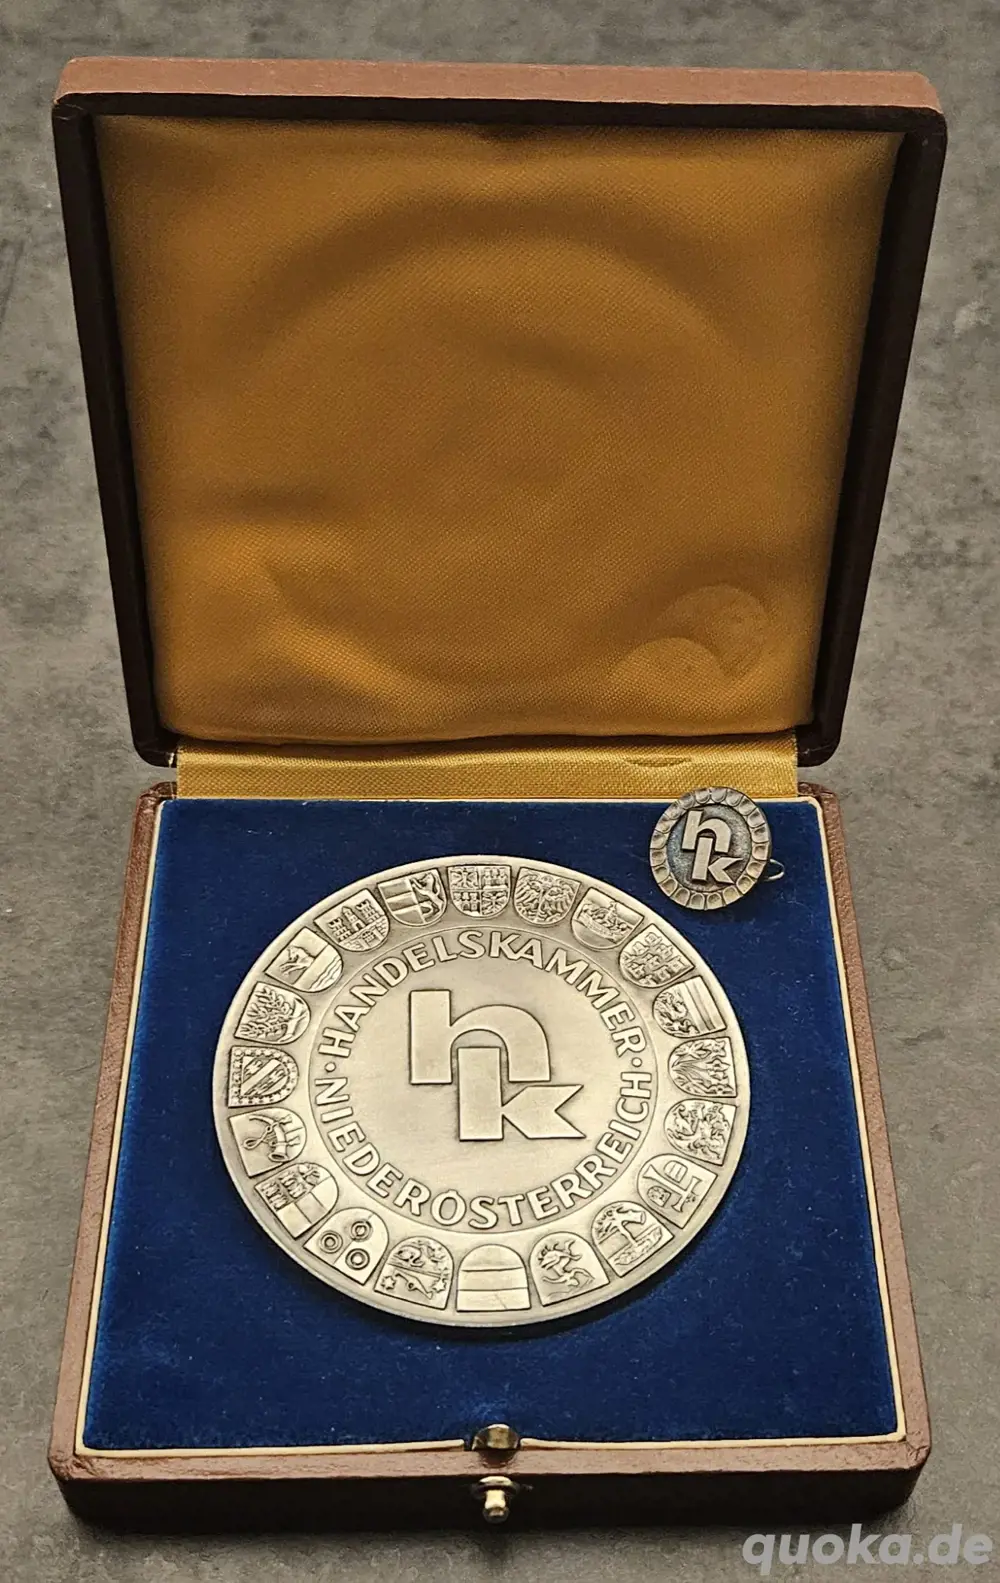 hk
HANDELSKAMMER
hk
NIEDERÖSTERREICH
quoka.de